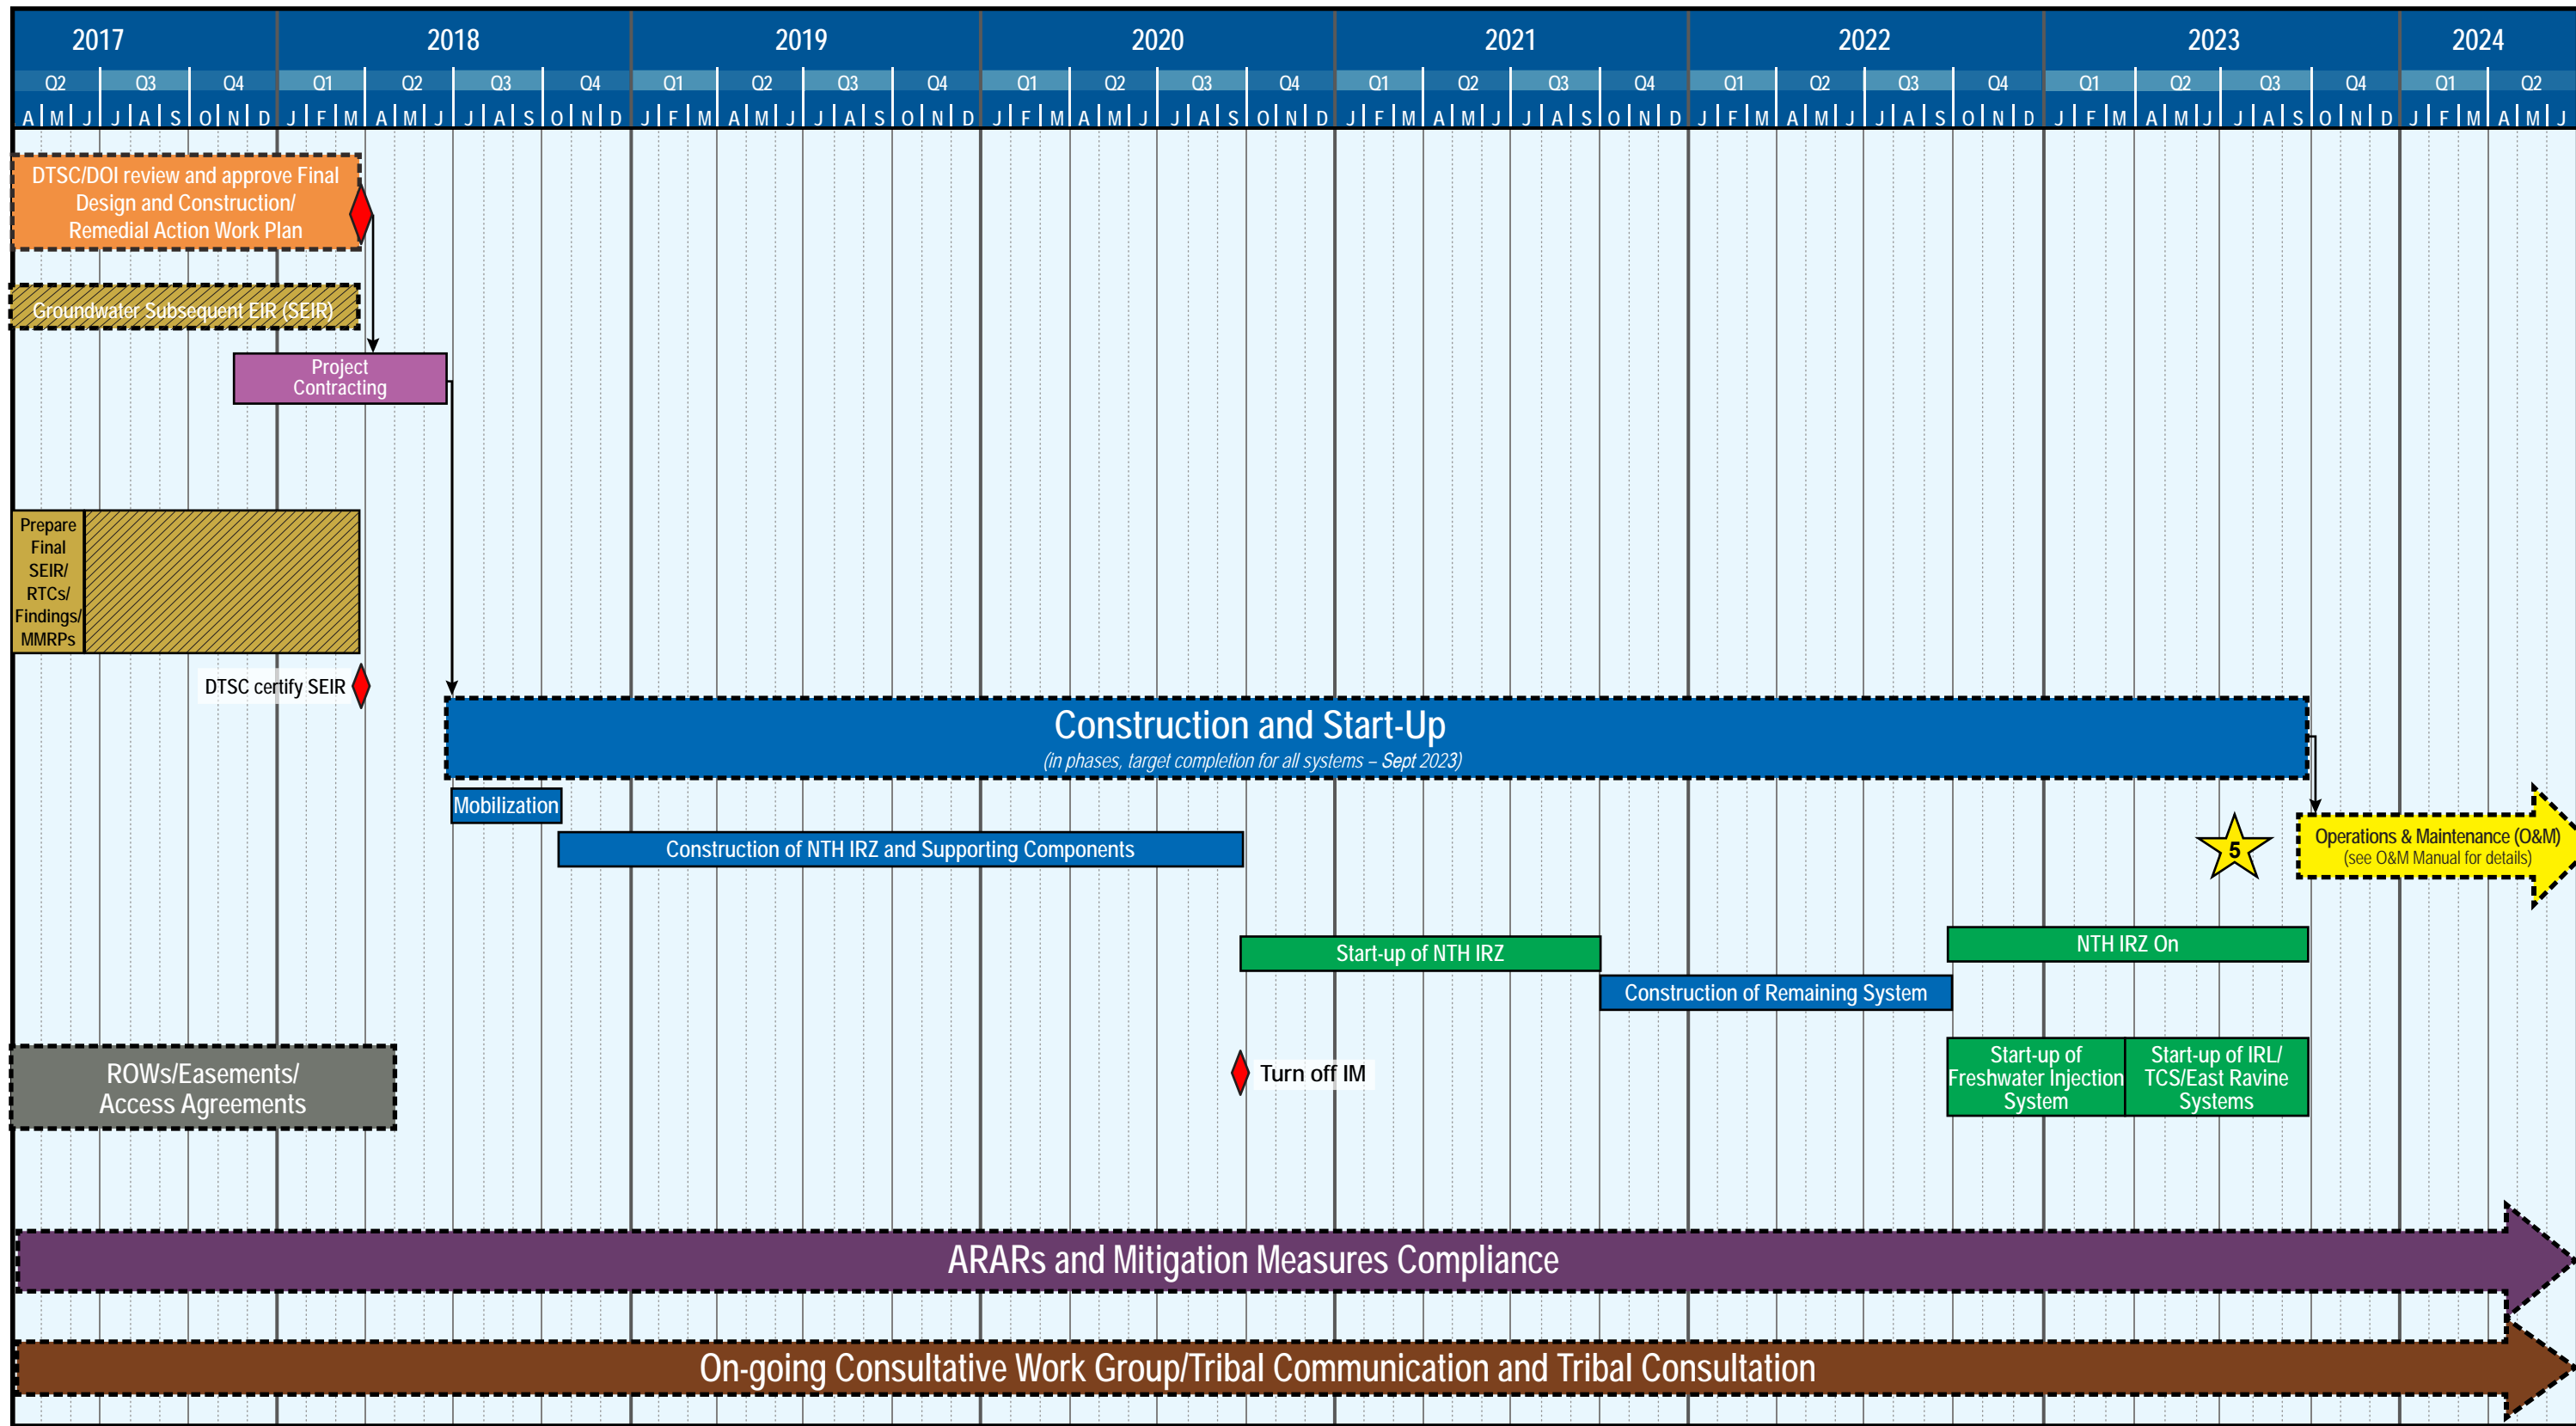 2017 2018 2019 2020 2021 2022 2023 2024
Q2 Q3 Q4 Q1 Q2 Q3 Q4 Q1 Q2 Q3 Q4 Q1 Q2 Q3 Q4 Q1 Q2 Q3 Q4 Q1 Q2 Q3 Q4 Q1 Q2 Q3 Q4 Q1 Q2
A M J J A S O N D J F M A M J J A S O N D J F M A M J J A S O N D J F M A M J J A S O N D J F M A M J J A S O N D J F M A M J J A S O N D J F M A M J J A S O N D J F M A M J
DTSC/DOI review and approve Final
Design and Construction/
Remedial Action Work Plan
Groundwater Subsequent EIR (SEIR)
Project
Contracting
Prepare
Final
SEIR/
RTCs/
Findings/
MMRPs
DTSC certify SEIR
Construction and Start-Up
(in phases, target completion for all systems – Sept 2023)
Mobilization
Construction of NTH IRZ and Supporting Components
5
Operations & Maintenance (O&M)
(see O&M Manual for details)
Start-up of NTH IRZ
NTH IRZ On
Construction of Remaining System
ROWs/Easements/
Access Agreements
Turn off IM
Start-up of
Freshwater Injection
System
Start-up of IRL/
TCS/East Ravine
Systems
ARARs and Mitigation Measures Compliance
On-going Consultative Work Group/Tribal Communication and Tribal Consultation